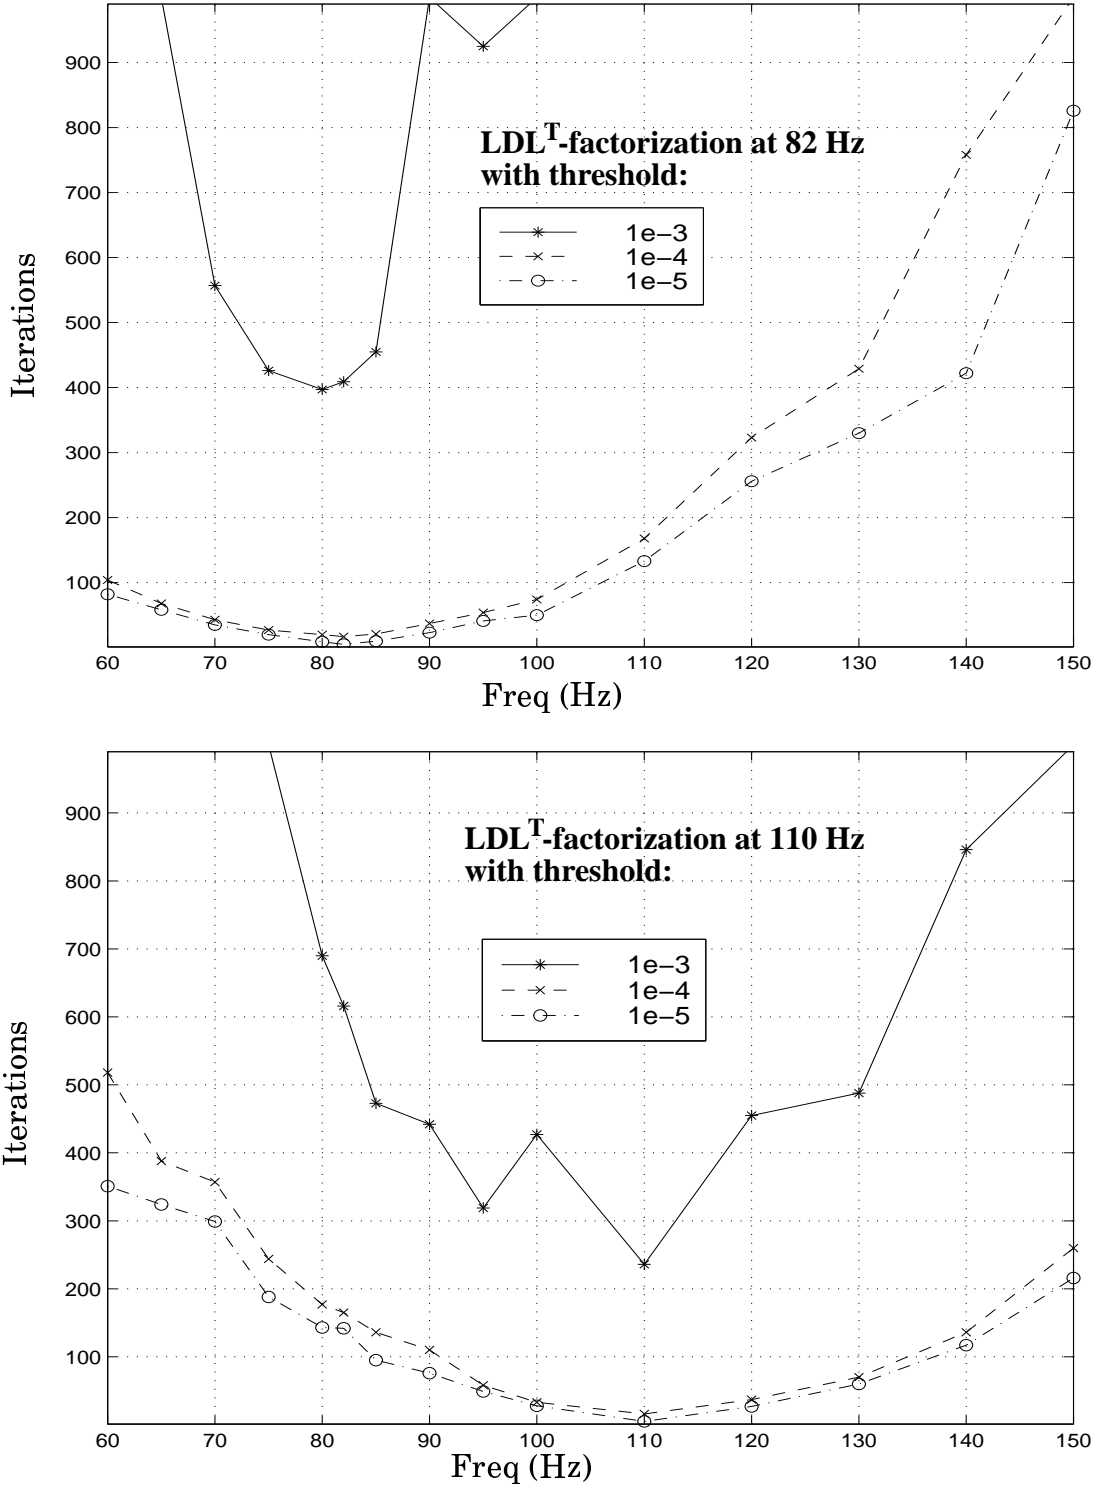 900
800
700
600
500
400
300
200
100
60 70 80 90 100 110 120 130 140 150
Iterations
Freq (Hz)
LDLT-factorization at 82 Hz
with threshold:
1e-3
1e-4
1e-5
900
800
700
600
500
400
300
200
100
60 70 80 90 100 110 120 130 140 150
Iterations
Freq (Hz)
LDLT-factorization at 110 Hz
with threshold:
1e-3
1e-4
1e-5